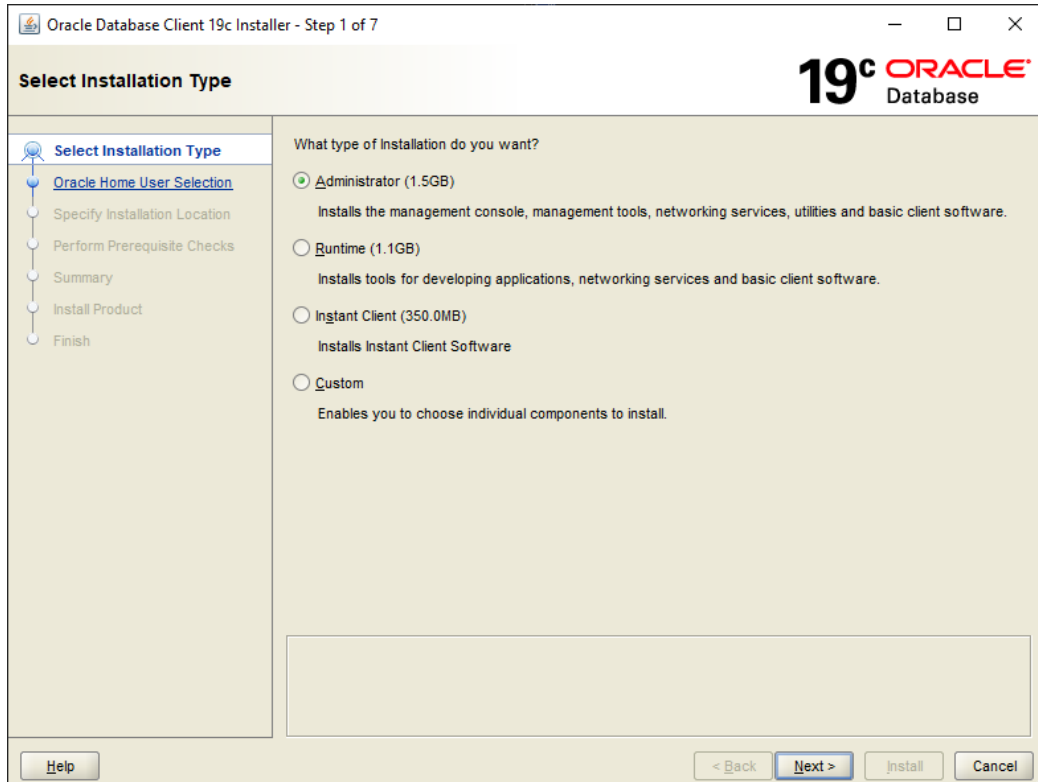 Oracle Database Client 19c Installer - Step 1 of 7
Select Installation Type
19c ORACLE
Database
Select Installation Type
Oracle Home User Selection
Specify Installation Location
Perform Prerequisite Checks
Summary
Install Product
Finish
What type of Installation do you want?
Administrator (1.5GB)
Installs the management console, management tools, networking services, utilities and basic client software.
Runtime (1.1GB)
Installs tools for developing applications, networking services and basic client software.
Instant Client (350.0MB)
Installs Instant Client Software
Custom
Enables you to choose individual components to install.
Help
< Back
Next >
Install
Cancel